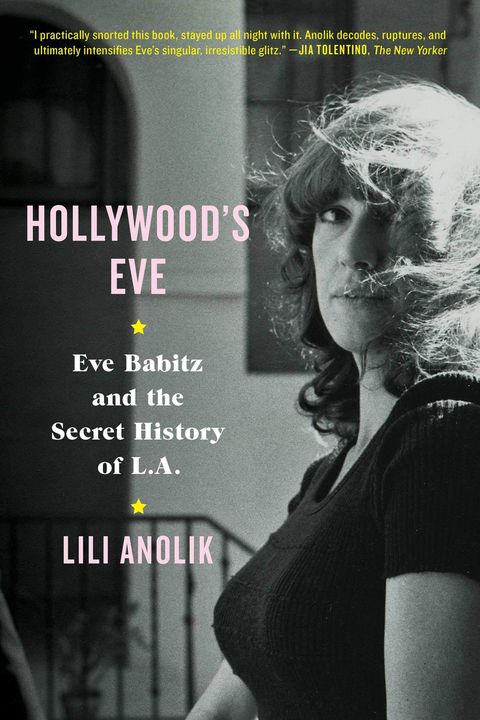 “I practically snorted this book, stayed up all night with it. Anolik decodes, ruptures, and
ultimately intensifies Eve’s singular, irresistible glitz.” —JIA TOLENTINO, The New Yorker
HOLLYWOOD’S
EVE
Eve Babitz
and the
Secret History
of L.A.
LILI ANOLIK